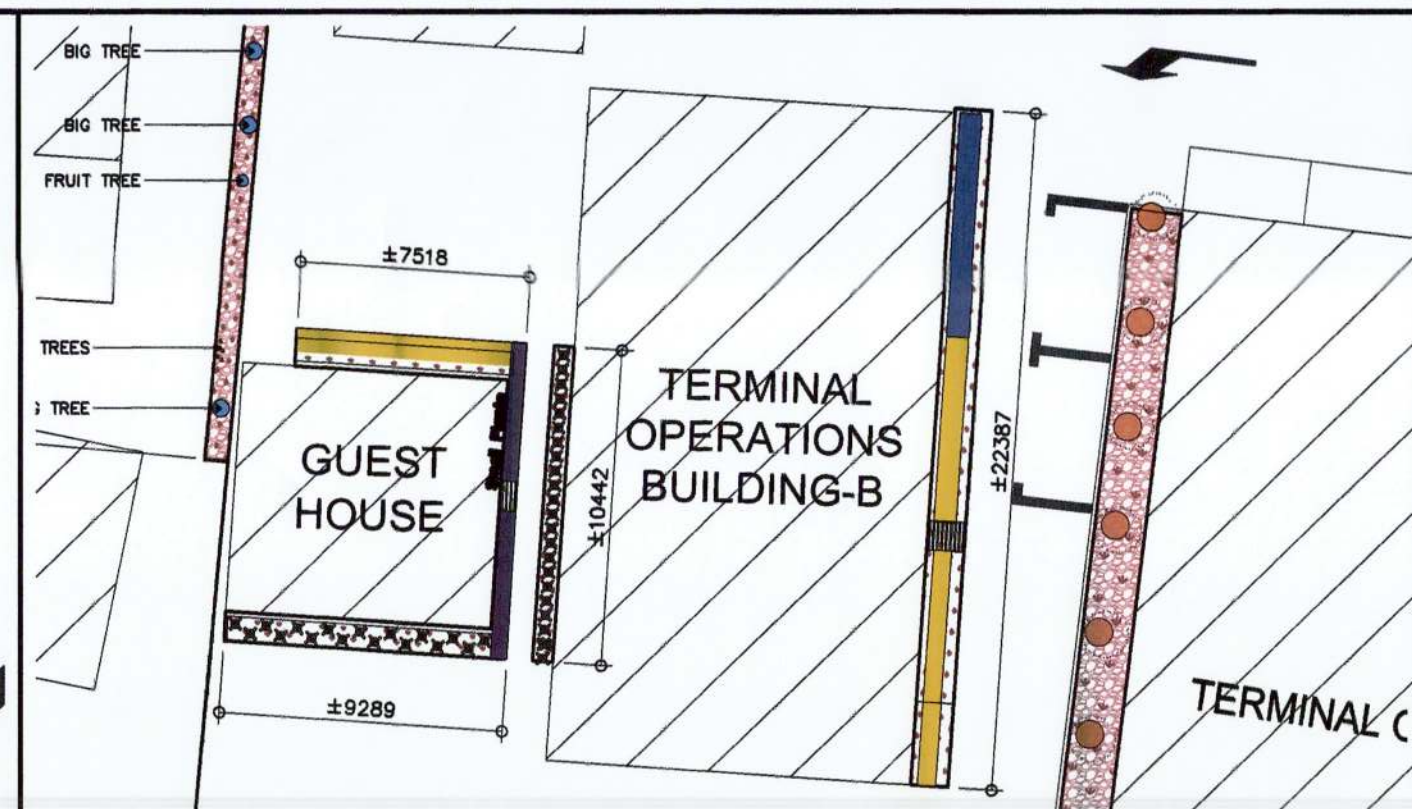 BIG TREE
BIG TREE
FRUIT TREE
±7518
TREES
TREE
GUEST
HOUSE
±10442
TERMINAL
OPERATIONS
BUILDING-B
±22387
±9289
TERMINAL